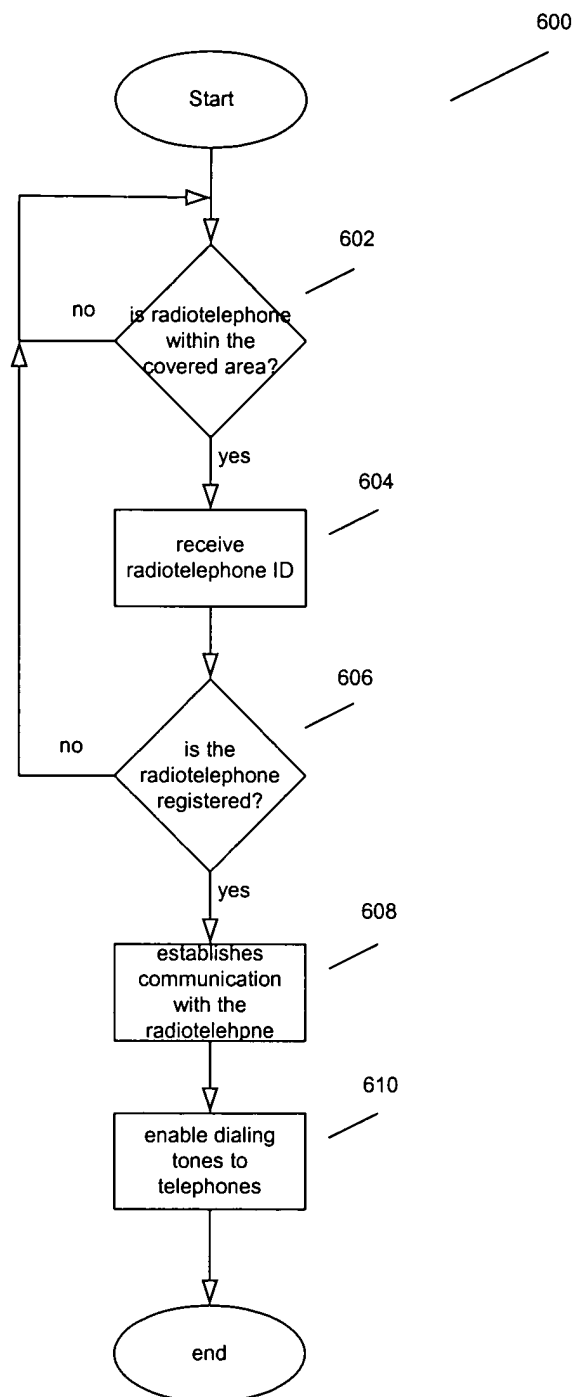 600
Start
602
no
is radiotelephone
within the
covered area?
yes
604
receive
radiotelephone ID
606
no
is the
radiotelephone
registered?
yes
608
establishes
communication
with the
radiotelehpne
610
enable dialing
tones to
telephones
end